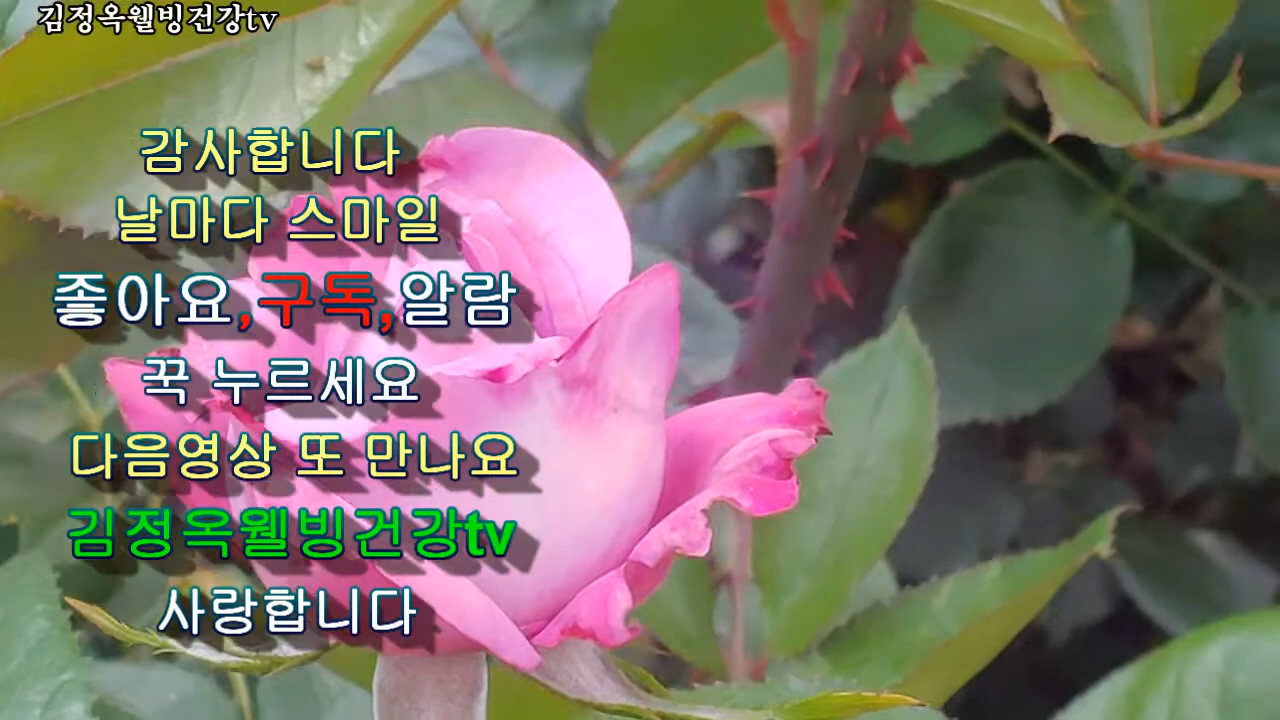 김정옥웰빙건강tv
감사합니다
날마다 스마일
좋아요,구독,알람
꾹 누르세요
다음영상 또 만나요
김정옥웰빙건강tv
사랑합니다